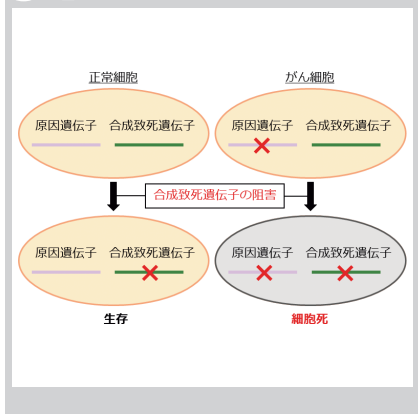 正常細胞
がん細胞
原因遺伝子 合成致死遺伝子
原因遺伝子 合成致死遺伝子
合成致死遺伝子の阻害
原因遺伝子 合成致死遺伝子
原因遺伝子 合成致死遺伝子
生存
細胞死